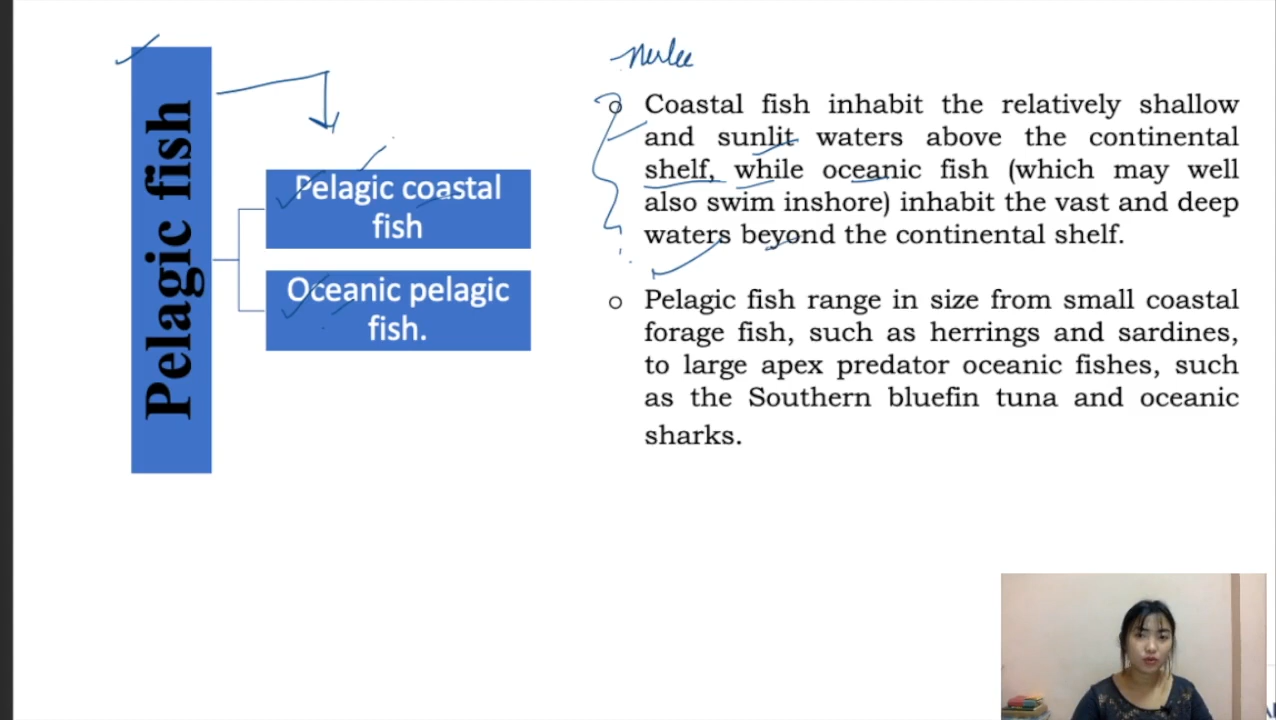 Pelagic fish
Pelagic coastal
fish
Oceanic pelagic
fish.
o Coastal fish inhabit the relatively shallow
and sunlit waters above the continental
shelf, while oceanic fish (which may well
also swim inshore) inhabit the vast and deep
waters beyond the continental shelf.
o Pelagic fish range in size from small coastal
forage fish, such as herrings and sardines,
to large apex predator oceanic fishes, such
as the Southern bluefin tuna and oceanic
sharks.